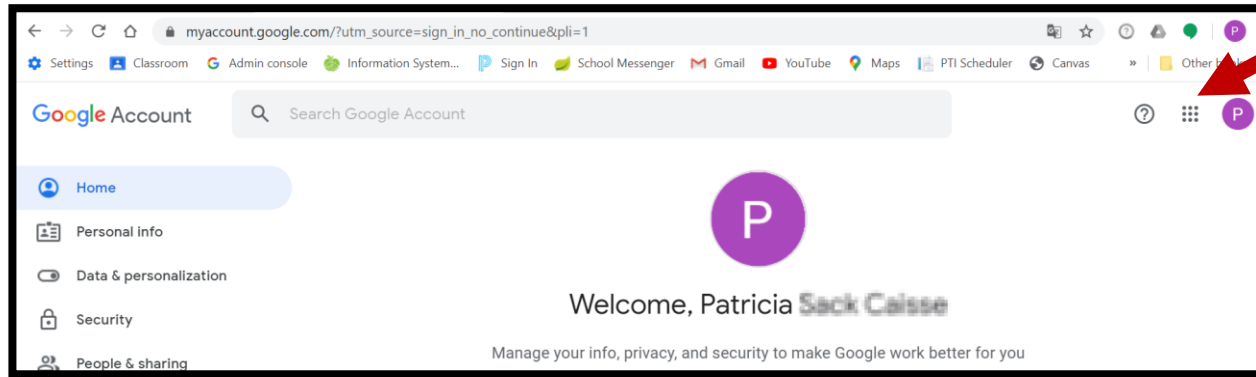 myaccount.google.com/?utm_source=sign_in_no_continue&pli=1 P
Settings Classroom G Admin console Information System... Sign In School Messenger Gmail YouTube Maps PTI Scheduler Canvas » Other
Google Account Search Google Account P
Home
P
Personal info
Data & personalization
Welcome, Patricia
Security
Manage your info, privacy, and security to make Google work better for you
People & sharing